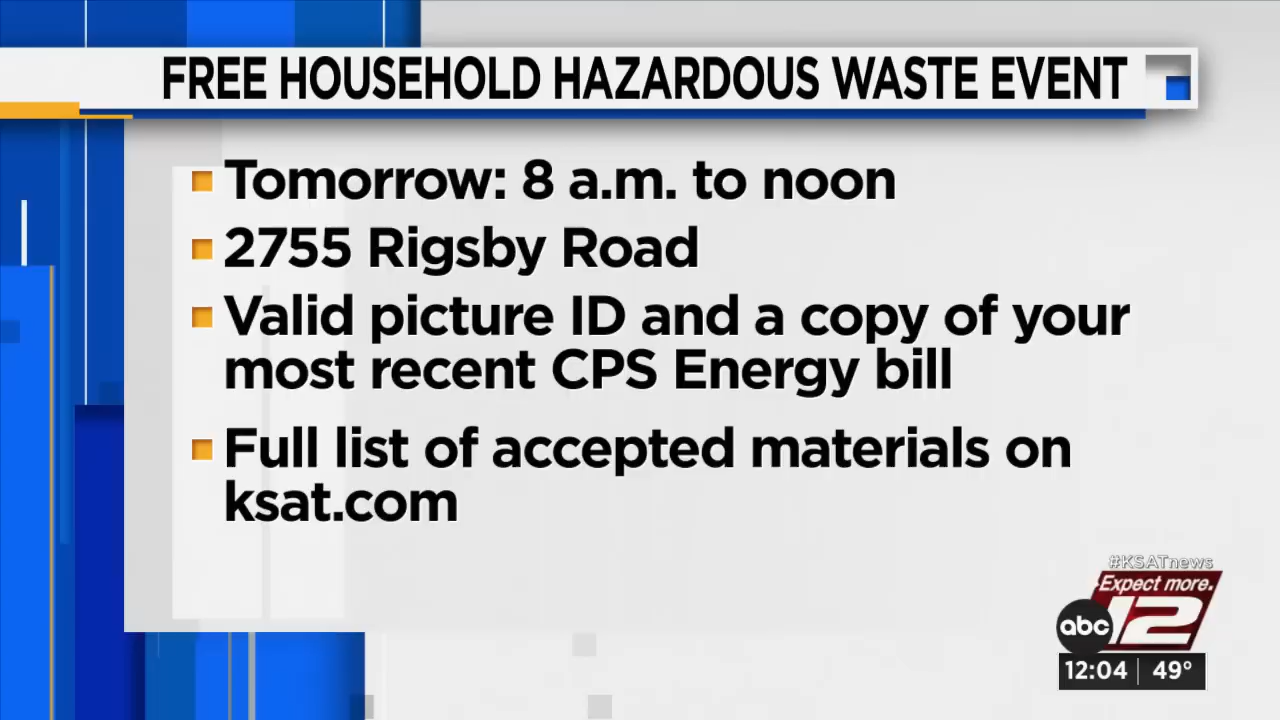 FREE HOUSEHOLD HAZARDOUS WASTE EVENT
Tomorrow: 8 a.m. to noon
2755 Rigsby Road
Valid picture ID and a copy of your
most recent CPS Energy bill
Full list of accepted materials on
ksat.com
#KSATnews
Expect more.
abc 12
12:04 49°